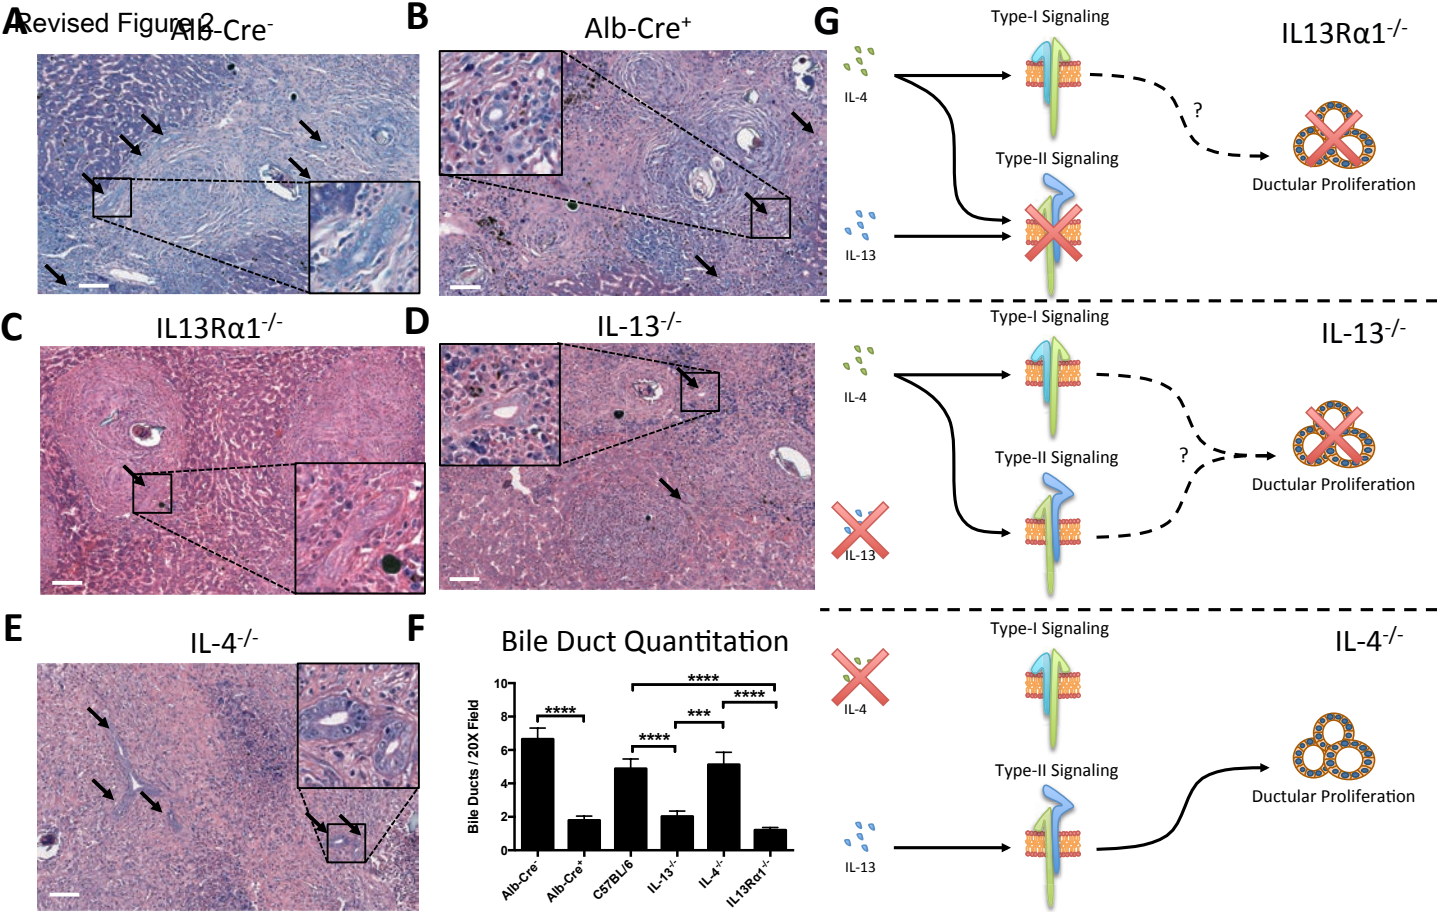 Revised Figure 2
A
Alb-Cre-
B
Alb-Cre+
C
IL13Rα1-/-
D
IL-13-/-
E
IL-4-/-
F
Bile Duct Quantitation
Bile Ducts / 20X Field
10
8
6
4
2
0
****
****
***
****
****
Alb-Cre-
Alb-Cre+
C57BL/6
IL-13-/-
IL-4-/-
IL13Rα1-/-
G
Type-I Signaling
IL13Rα1-/-
IL-4
?
Type-II Signaling
Ductular Proliferation
IL-13
Type-I Signaling
IL-13-/-
IL-4
Type-II Signaling
?
Ductular Proliferation
IL-13
Type-I Signaling
IL-4-/-
IL-4
Type-II Signaling
Ductular Proliferation
IL-13